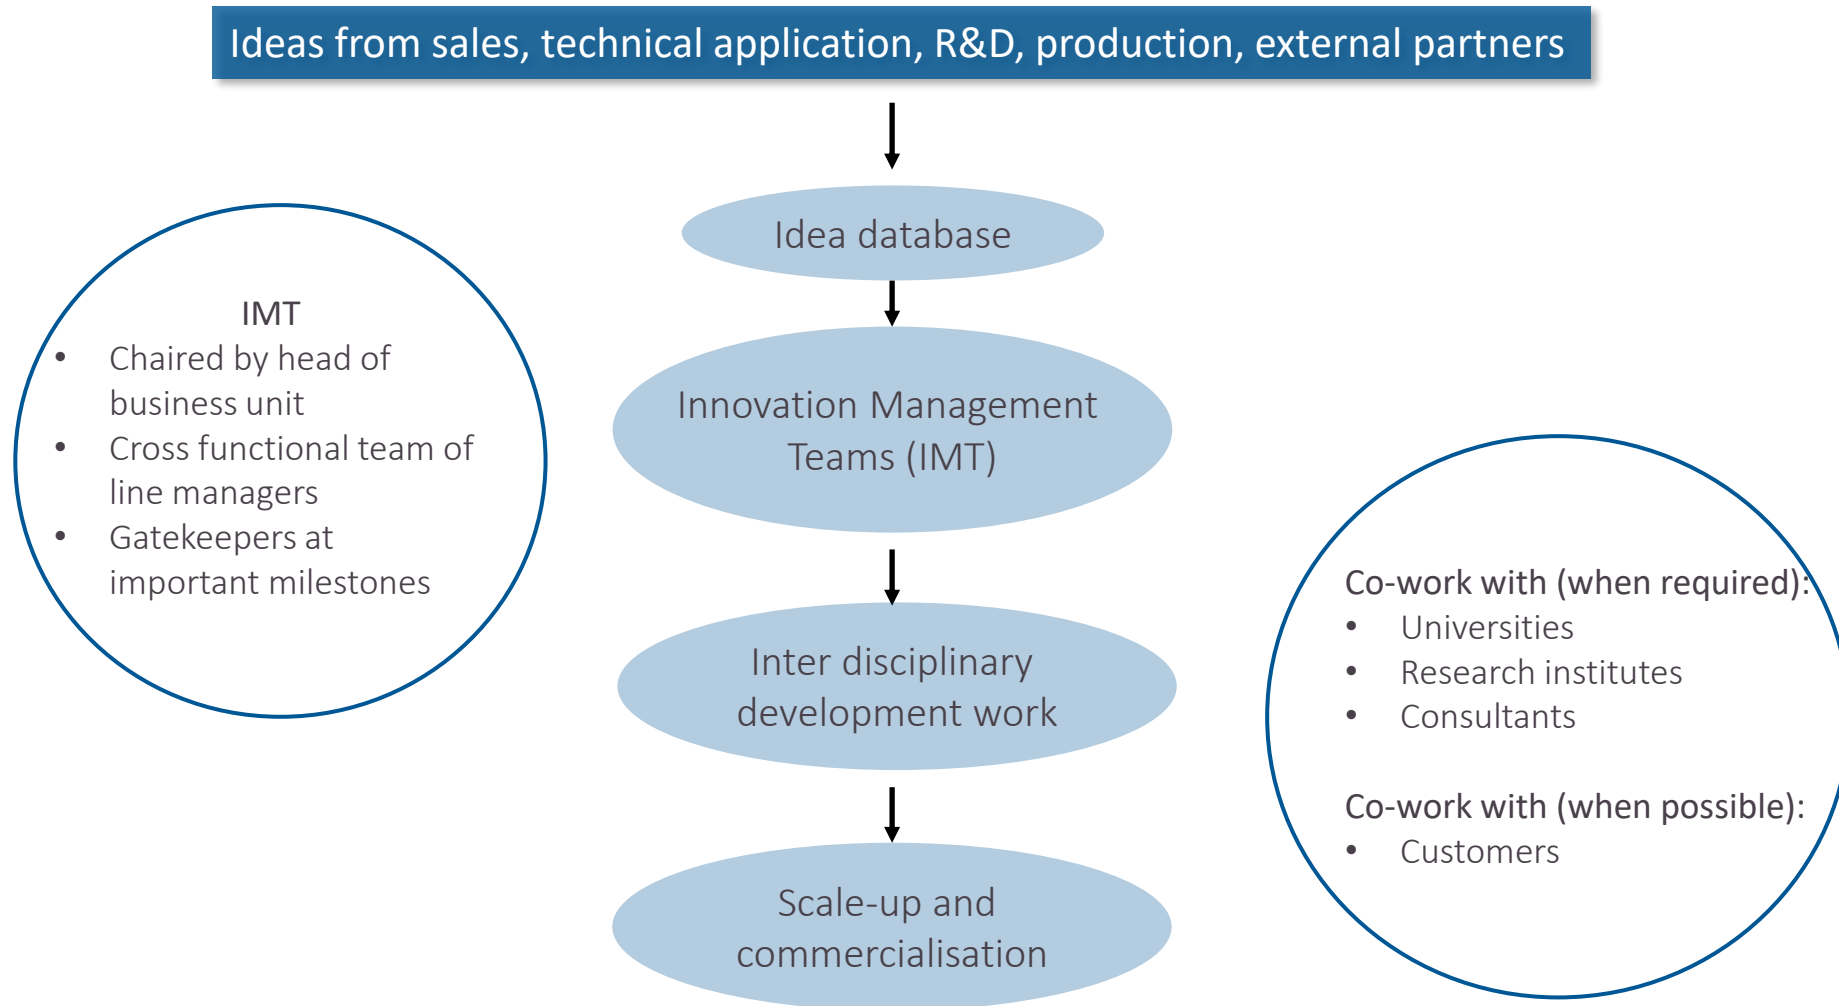 Ideas from sales, technical application, R&D, production, external partners
Idea database
IMT
• Chaired by head of
business unit
• Cross functional team of
line managers
• Gatekeepers at
important milestones
Innovation Management
Teams (IMT)
Inter disciplinary
development work
Co-work with (when required):
• Universities
• Research institutes
• Consultants
Co-work with (when possible):
• Customers
Scale-up and
commercialisation